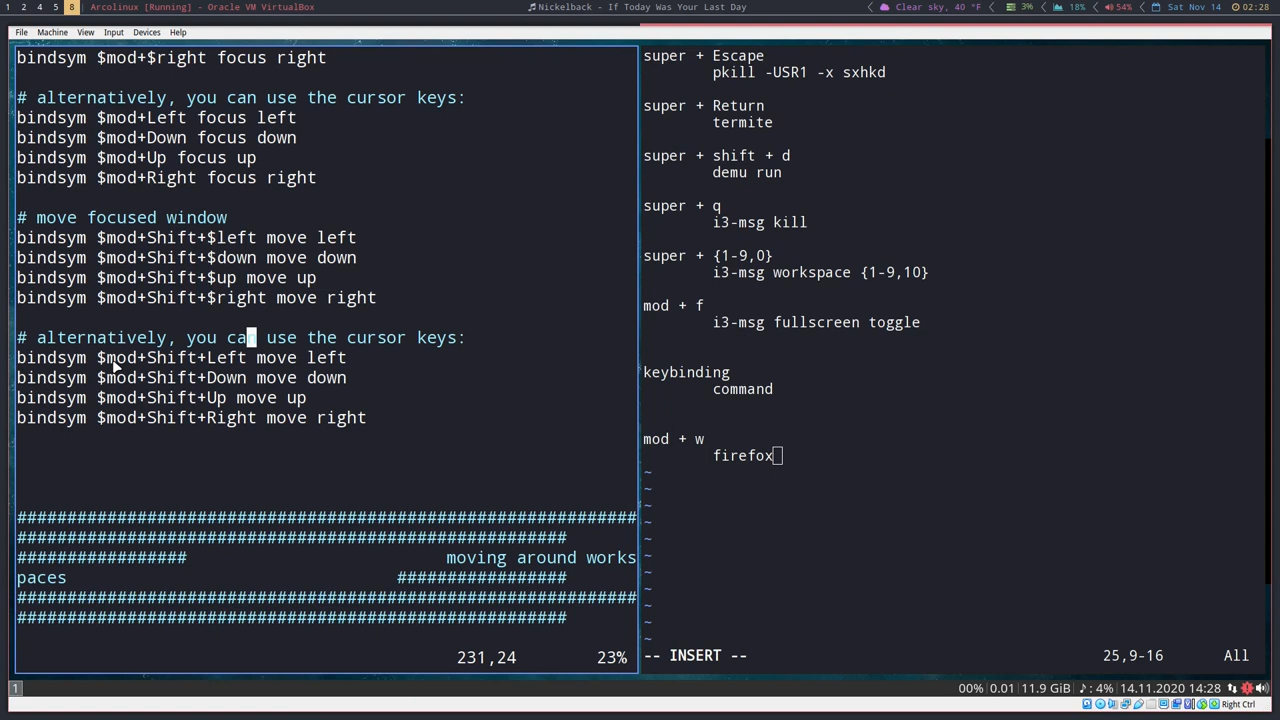 1 2 4 5 8 Arcolinux [Running] - Oracle VM VirtualBox Nickelback - If Today Was Your Last Day Clear sky, 40 °F 3% 18% 54% Sat Nov 14 02:28
File Machine View Input Devices Help
bindsym $mod+$right focus right
# alternatively, you can use the cursor keys:
bindsym $mod+Left focus left
bindsym $mod+Down focus down
bindsym $mod+Up focus up
bindsym $mod+Right focus right
# move focused window
bindsym $mod+Shift+$left move left
bindsym $mod+Shift+$down move down
bindsym $mod+Shift+$up move up
bindsym $mod+Shift+$right move right
# alternatively, you can use the cursor keys:
bindsym $mod+Shift+Left move left
bindsym $mod+Shift+Down move down
bindsym $mod+Shift+Up move up
bindsym $mod+Shift+Right move right
##############################################################
#######################################################
################# moving around works
paces #################
##############################################################
#######################################################
231,24 23%
super + Escape
pkill -USR1 -x sxhkd
super + Return
termite
super + shift + d
demu run
super + q
i3-msg kill
super + {1-9,0}
i3-msg workspace {1-9,10}
mod + f
i3-msg fullscreen toggle
keybinding
command
mod + w
firefox
~
~
~
~
~
~
~
~
~
~
~
-- INSERT -- 25,9-16 All
1 00% 0.01 11.9 GiB ♪: 4% 14.11.2020 14:28
Right Ctrl